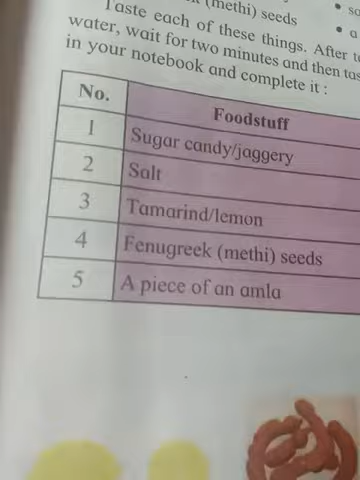 (methi) seeds
Taste each of these things. After
water, wait for two minutes and then
in your notebook and complete it :
No. Foodstuff
1 Sugar candy/jaggery
2 Salt
3 Tamarind/lemon
4 Fenugreek (methi) seeds
5 A piece of an amla